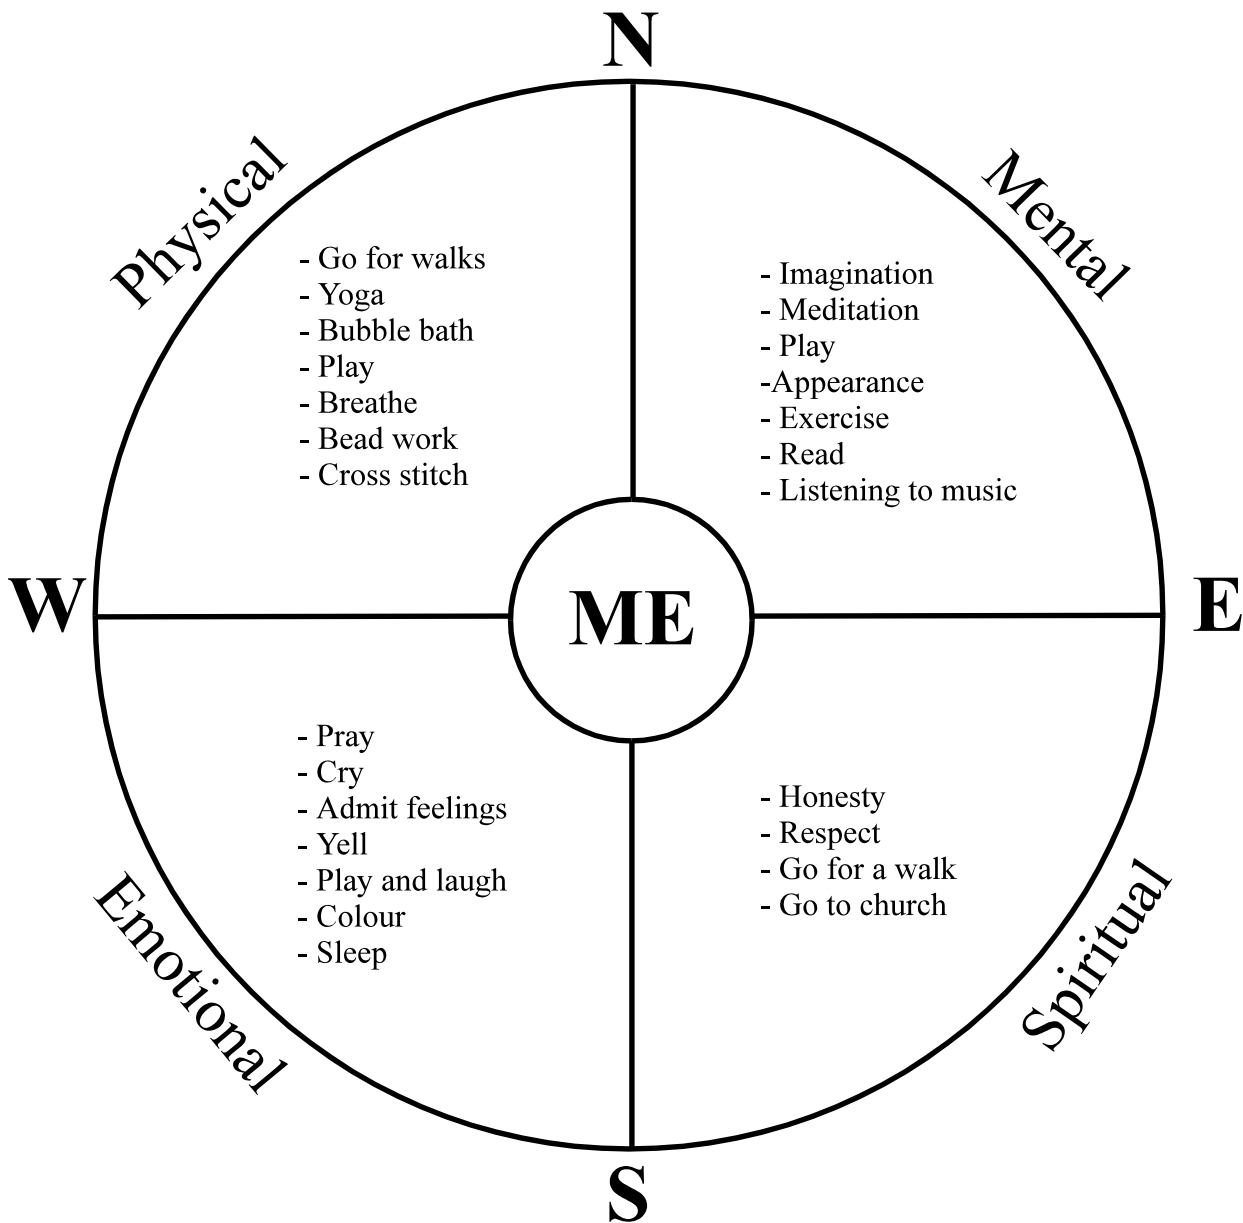 N
Physical
- Go for walks
- Yoga
- Bubble bath
- Play
- Breathe
- Bead work
- Cross stitch
Mental
- Imagination
- Meditation
- Play
-Appearance
- Exercise
- Read
- Listening to music
W
ME
E
- Pray
- Cry
- Admit feelings
- Yell
- Play and laugh
- Colour
- Sleep
Emotional
- Honesty
- Respect
- Go for a walk
- Go to church
Spiritual
S